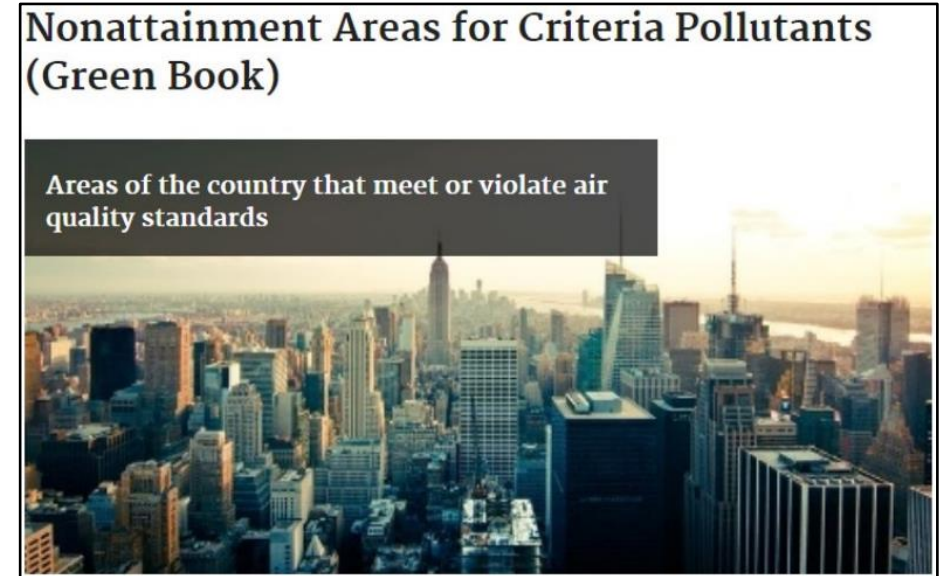 Nonattainment Areas for Criteria Pollutants
(Green Book)
Areas of the country that meet or violate air
quality standards